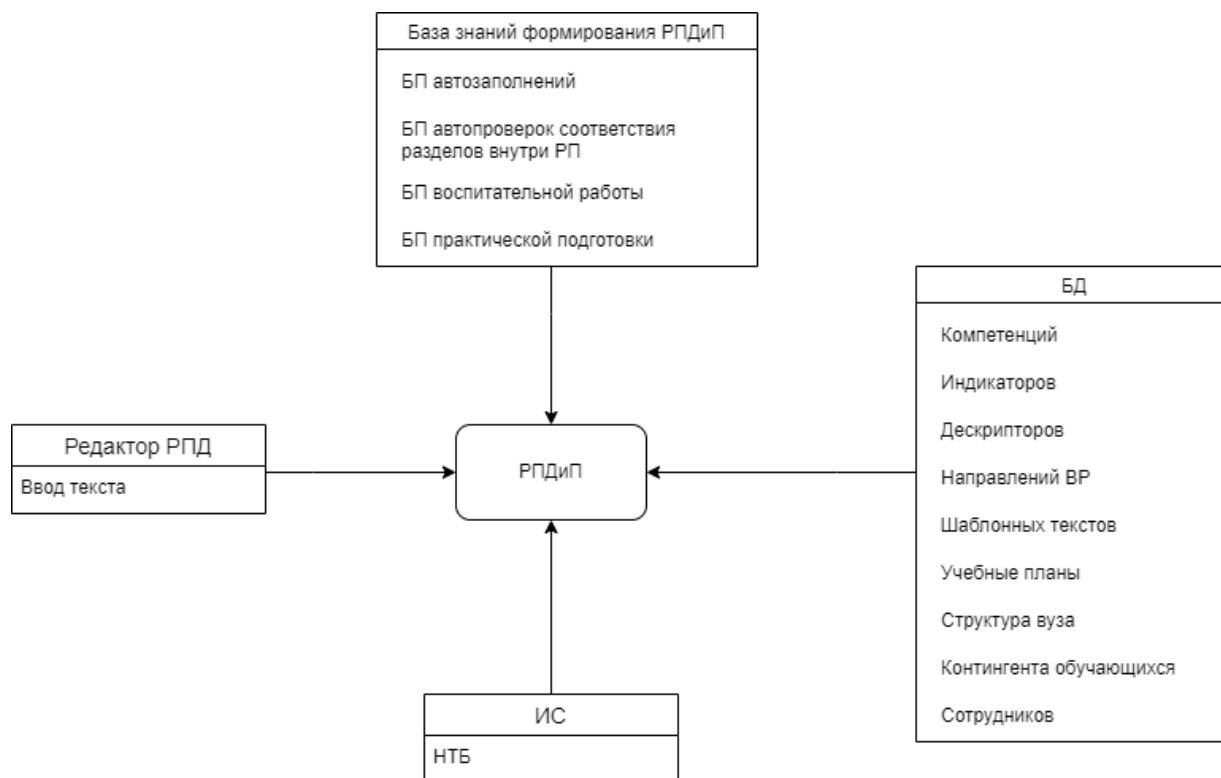 База знаний формирования РПДиП
БП автозаполнений
БП автопроверок соответствия
разделов внутри РП
БП воспитательной работы
БП практической подготовки
БД
Компетенций
Индикаторов
Дескрипторов
Направлений ВР
Шаблонных текстов
Учебные планы
Структура вуза
Контингента обучающихся
Сотрудников
Редактор РПД
Ввод текста
РПДиП
ИС
НТБ